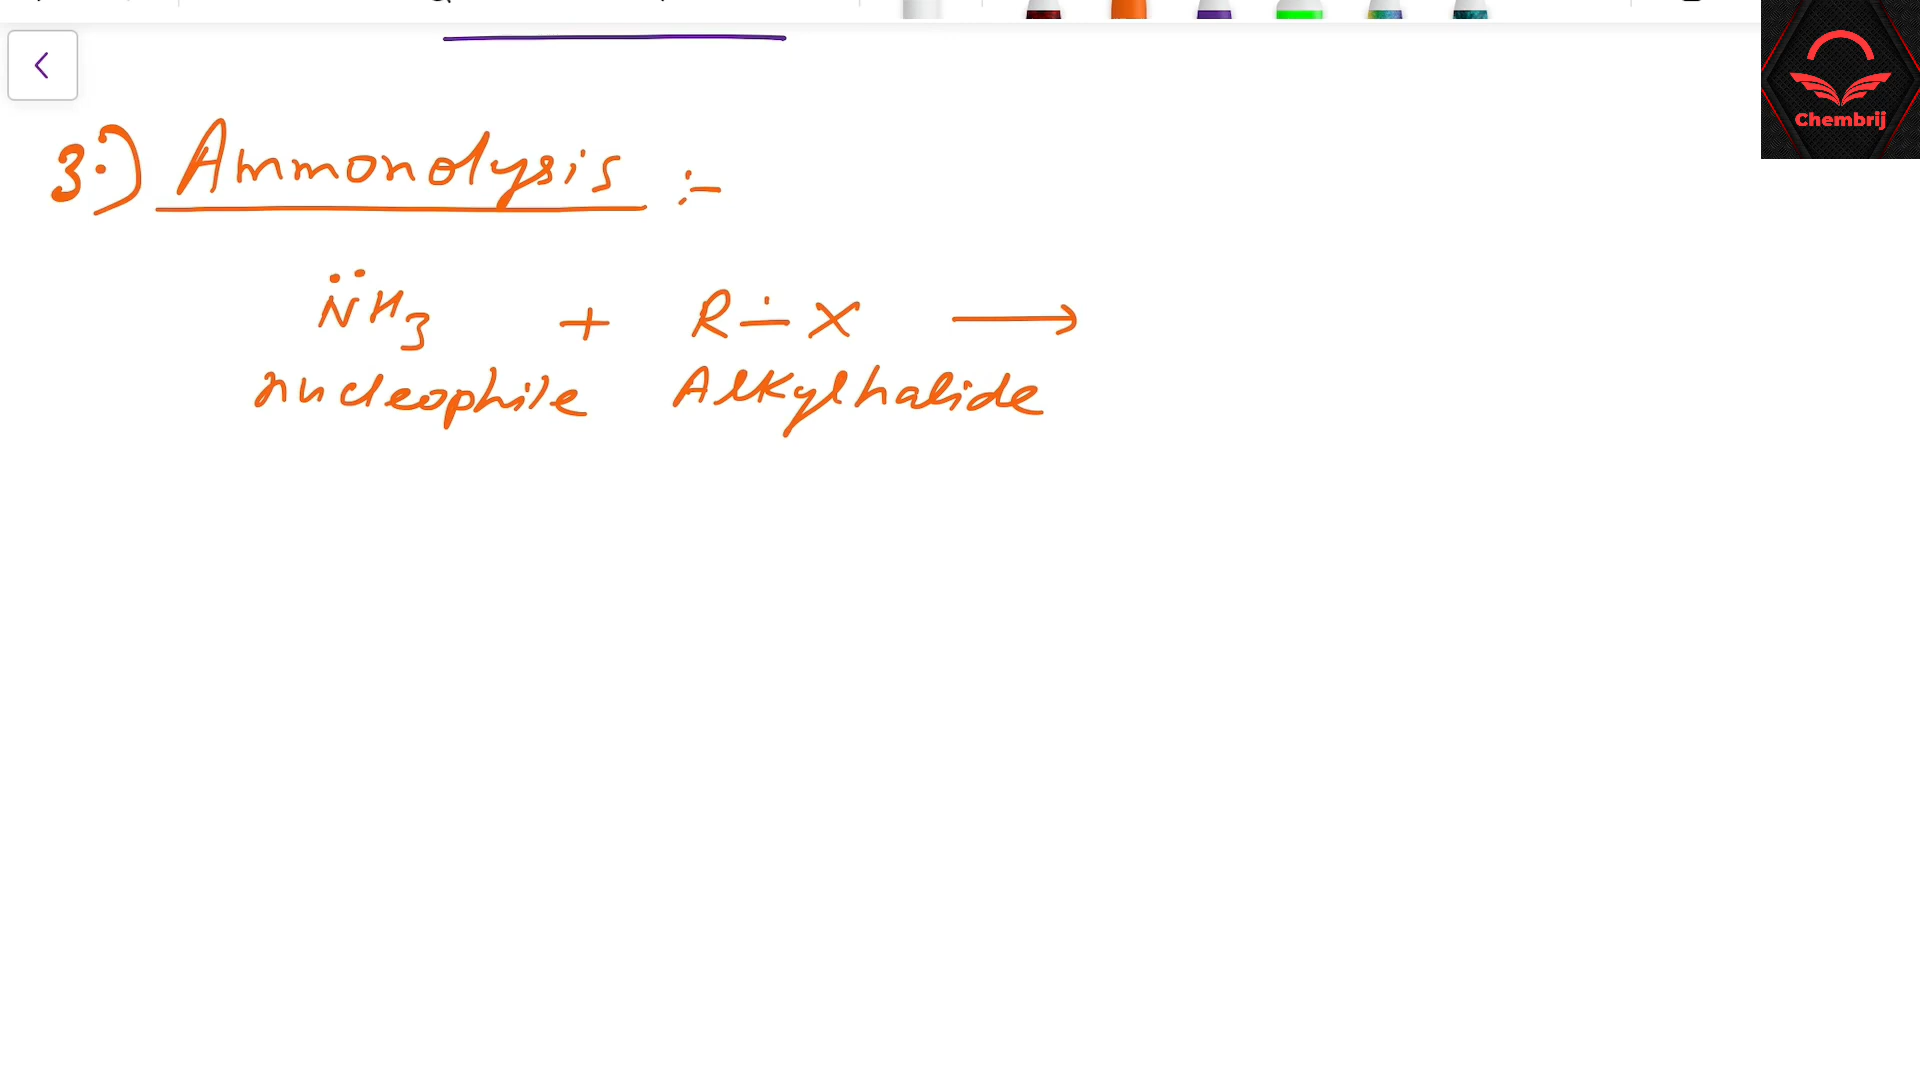 Chembrij
3.) Ammonolysis :-
N̈H₃ + R–X ⟶
nucleophile Alkylhalide